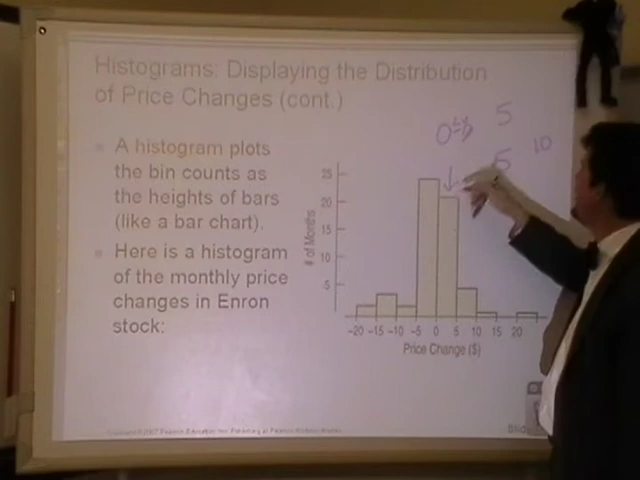 Histograms: Displaying the Distribution
of Price Changes (cont.)
A histogram plots
the bin counts as
the heights of bars
(like a bar chart).
Here is a histogram
of the monthly price
changes in Enron
stock:
5
10
5
25
20
15
10
5
# of Months
-20 -15 -10 -5 0 5 10 15 20
Price Change ($)